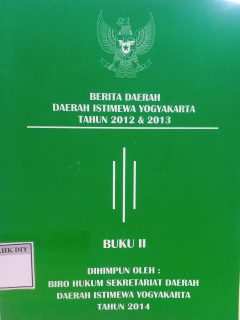 BERITA DAERAH
DAERAH ISTIMEWA YOGYAKARTA
TAHUN 2012 & 2013
BUKU II
DIHIMPUN OLEH :
BIRO HUKUM SEKRETARIAT DAERAH
DAERAH ISTIMEWA YOGYAKARTA
TAHUN 2014
DIY